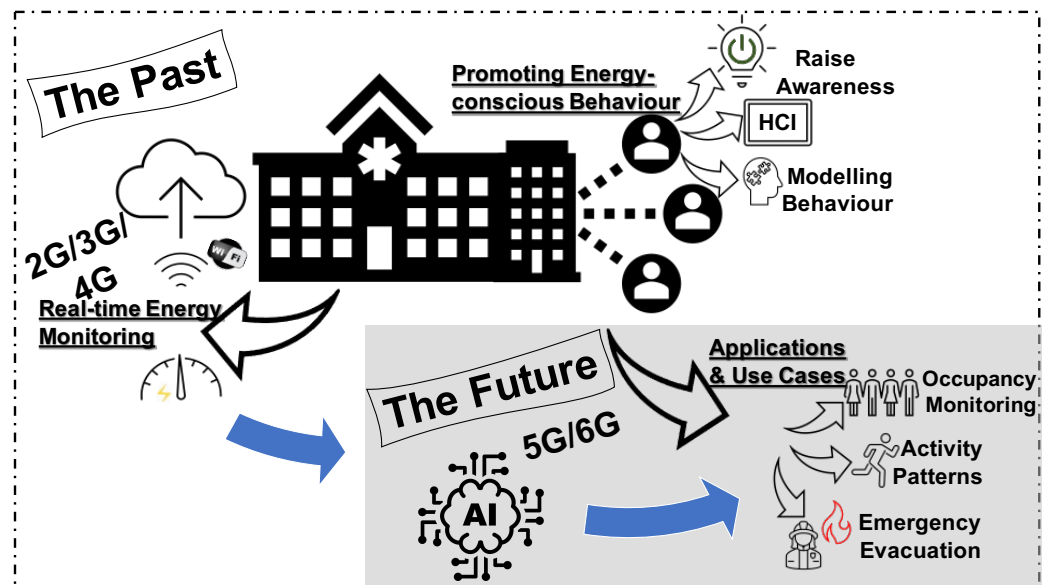 The Past
Promoting Energy-
conscious Behaviour
Raise
Awareness
HCI
Modelling
Behaviour
2G/3G/
4G
Wi Fi
Real-time Energy
Monitoring
The Future
5G/6G
AI
Applications
& Use Cases
Occupancy
Monitoring
Activity
Patterns
Emergency
Evacuation